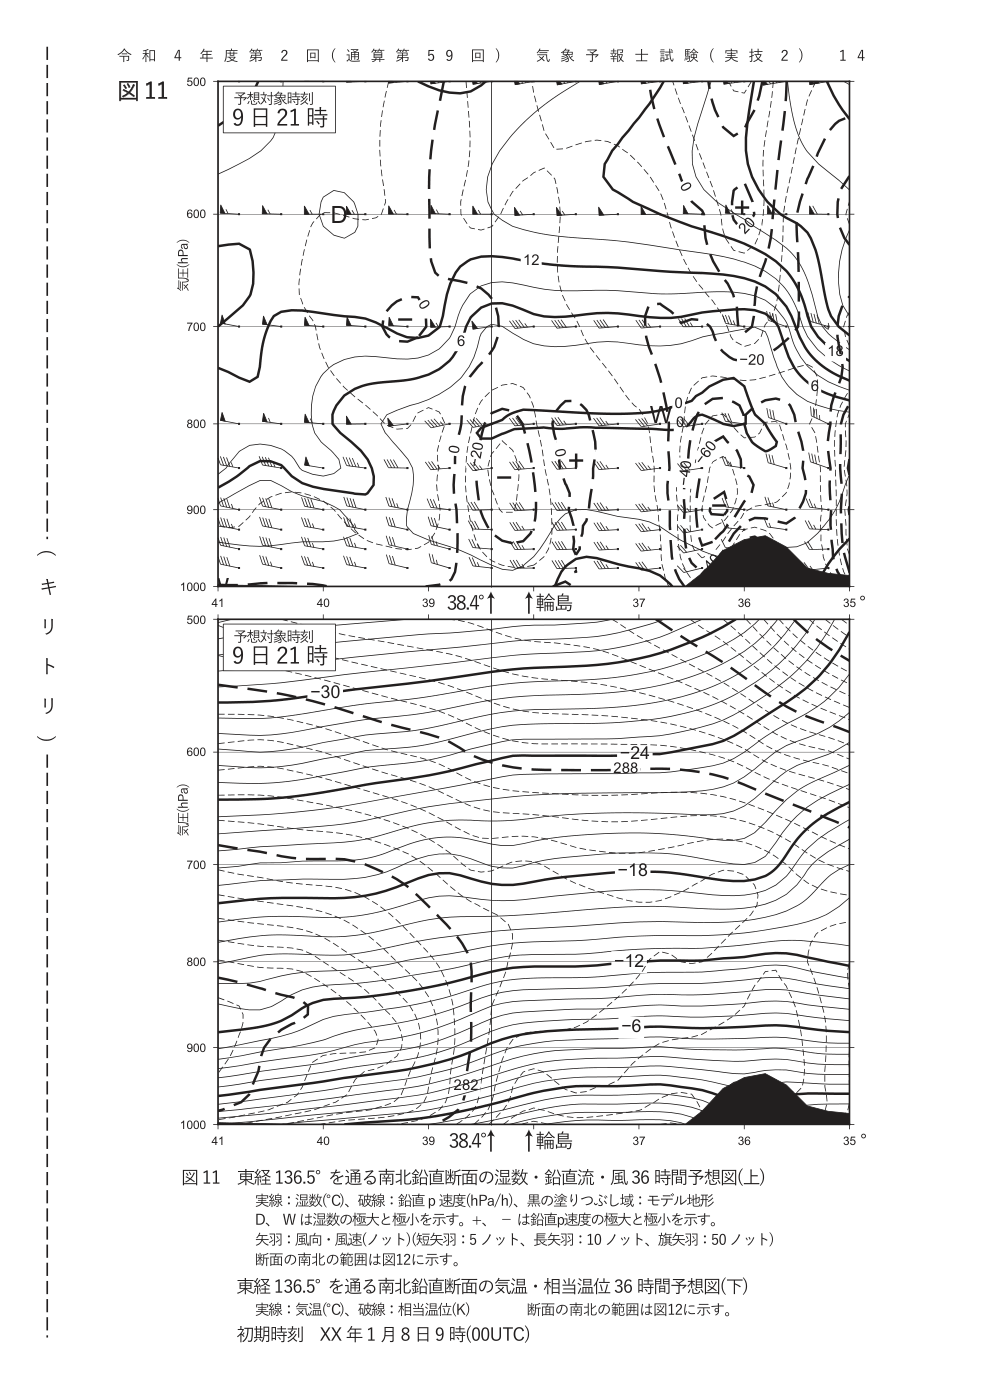 令和4年度第2回(通算第59回) 気象予報士試験(実技2) 14
(キリトリ)
図11
予想対象時刻
9日21時
気圧(hPa)
500
600
700
800
900
1000
D
W
+
−
0
12
6
0
−20
20
18
6
0
0
−20
0
+
−
40
60
−
41 40 39 38.4° 輪島 37 36 35°
予想対象時刻
9日21時
気圧(hPa)
500
600
700
800
900
1000
−30
−24
288
−18
−12
−6
282
41 40 39 38.4° 輪島 37 36 35°
図11 東経136.5°を通る南北鉛直断面の湿数・鉛直流・風36時間予想図(上)
実線:湿数(℃)、破線:鉛直p速度(hPa/h)、黒の塗りつぶし域:モデル地形
D、Wは湿数の極大と極小を示す。+、−は鉛直p速度の極大と極小を示す。
矢羽:風向・風速(ノット)(短矢羽:5ノット、長矢羽:10ノット、旗矢羽:50ノット)
断面の南北の範囲は図12に示す。
東経136.5°を通る南北鉛直断面の気温・相当温位36時間予想図(下)
実線:気温(℃)、破線:相当温位(K) 断面の南北の範囲は図12に示す。
初期時刻 XX年1月8日9時(00UTC)